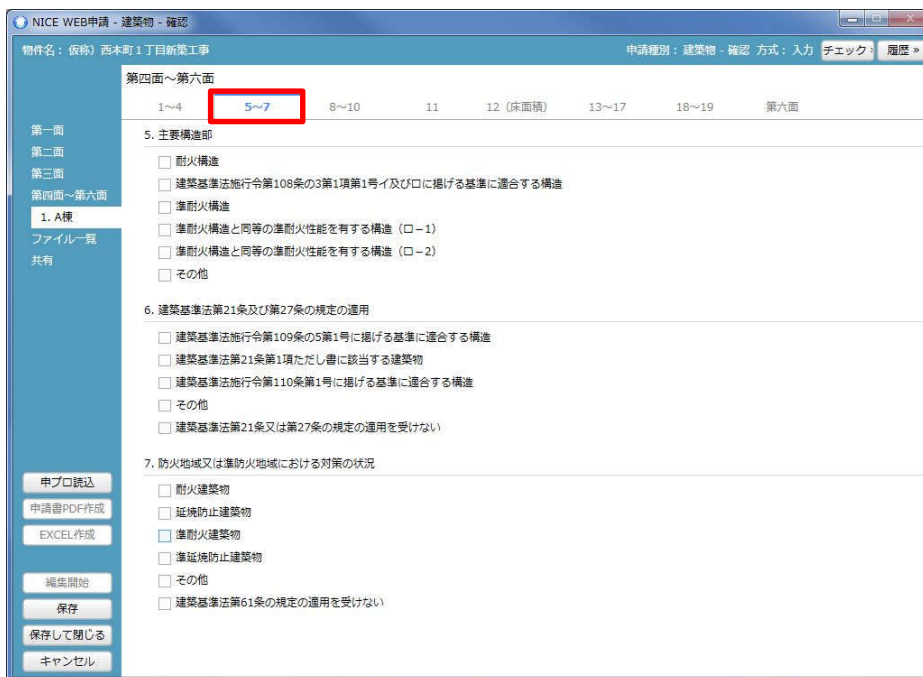 NICE WEB申請 - 建築物 - 確認
物件名： 仮称）西本町１丁目新築工事
申請種別： 建築物 - 確認 方式： 入力
チェック »
履歴 »
第四面～第六面
1～4 5～7 8～10 11 12（床面積） 13～17 18～19 第六面
第一面
第二面
第三面
第四面～第六面
1. A棟
ファイル一覧
共有
5. 主要構造部
耐火構造
建築基準法施行令第108条の3第1項第1号イ及びロに掲げる基準に適合する構造
準耐火構造
準耐火構造と同等の準耐火性能を有する構造（ロ－1）
準耐火構造と同等の準耐火性能を有する構造（ロ－2）
その他
6. 建築基準法第21条及び第27条の規定の適用
建築基準法施行令第109条の5第1号に掲げる基準に適合する構造
建築基準法第21条第1項ただし書に該当する建築物
建築基準法施行令第110条第1号に掲げる基準に適合する構造
その他
建築基準法第21条又は第27条の規定の適用を受けない
7. 防火地域又は準防火地域における対策の状況
耐火建築物
延焼防止建築物
準耐火建築物
準延焼防止建築物
その他
建築基準法第61条の規定の適用を受けない
申プロ読込
申請書PDF作成
EXCEL作成
編集開始
保存
保存して閉じる
キャンセル